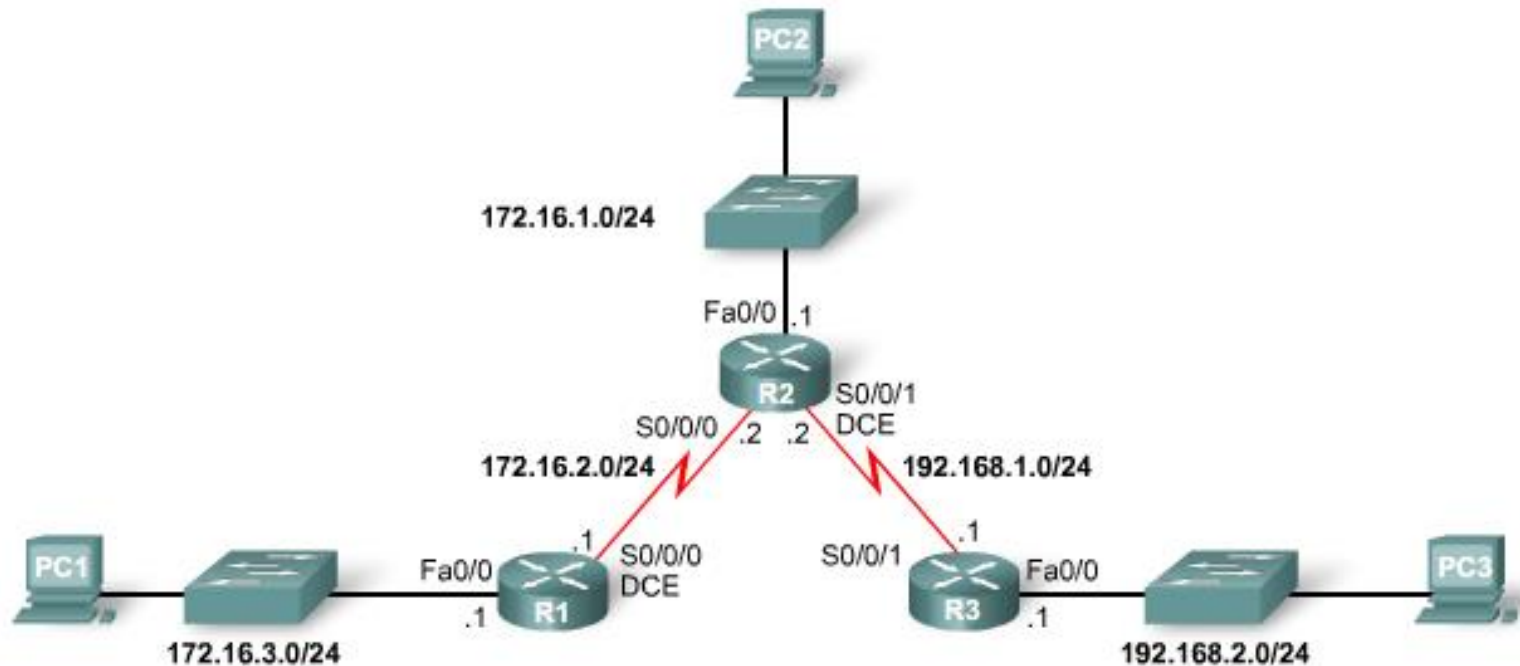 PC2
172.16.1.0/24
Fa0/0 .1
R2
S0/0/1
DCE
S0/0/0 .2 .2
172.16.2.0/24
192.168.1.0/24
PC1
Fa0/0
.1
.1
S0/0/0
DCE
R1
172.16.3.0/24
S0/0/1
.1
R3
Fa0/0
.1
PC3
192.168.2.0/24